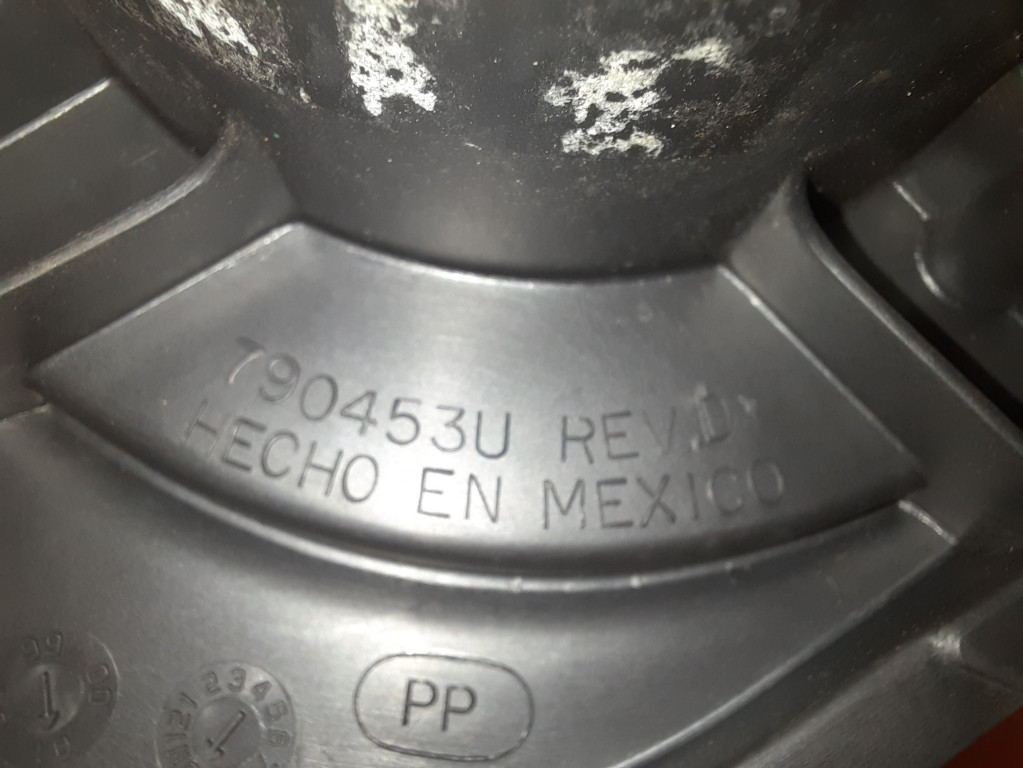 790453U REV.D
HECHO EN MEXICO
PP